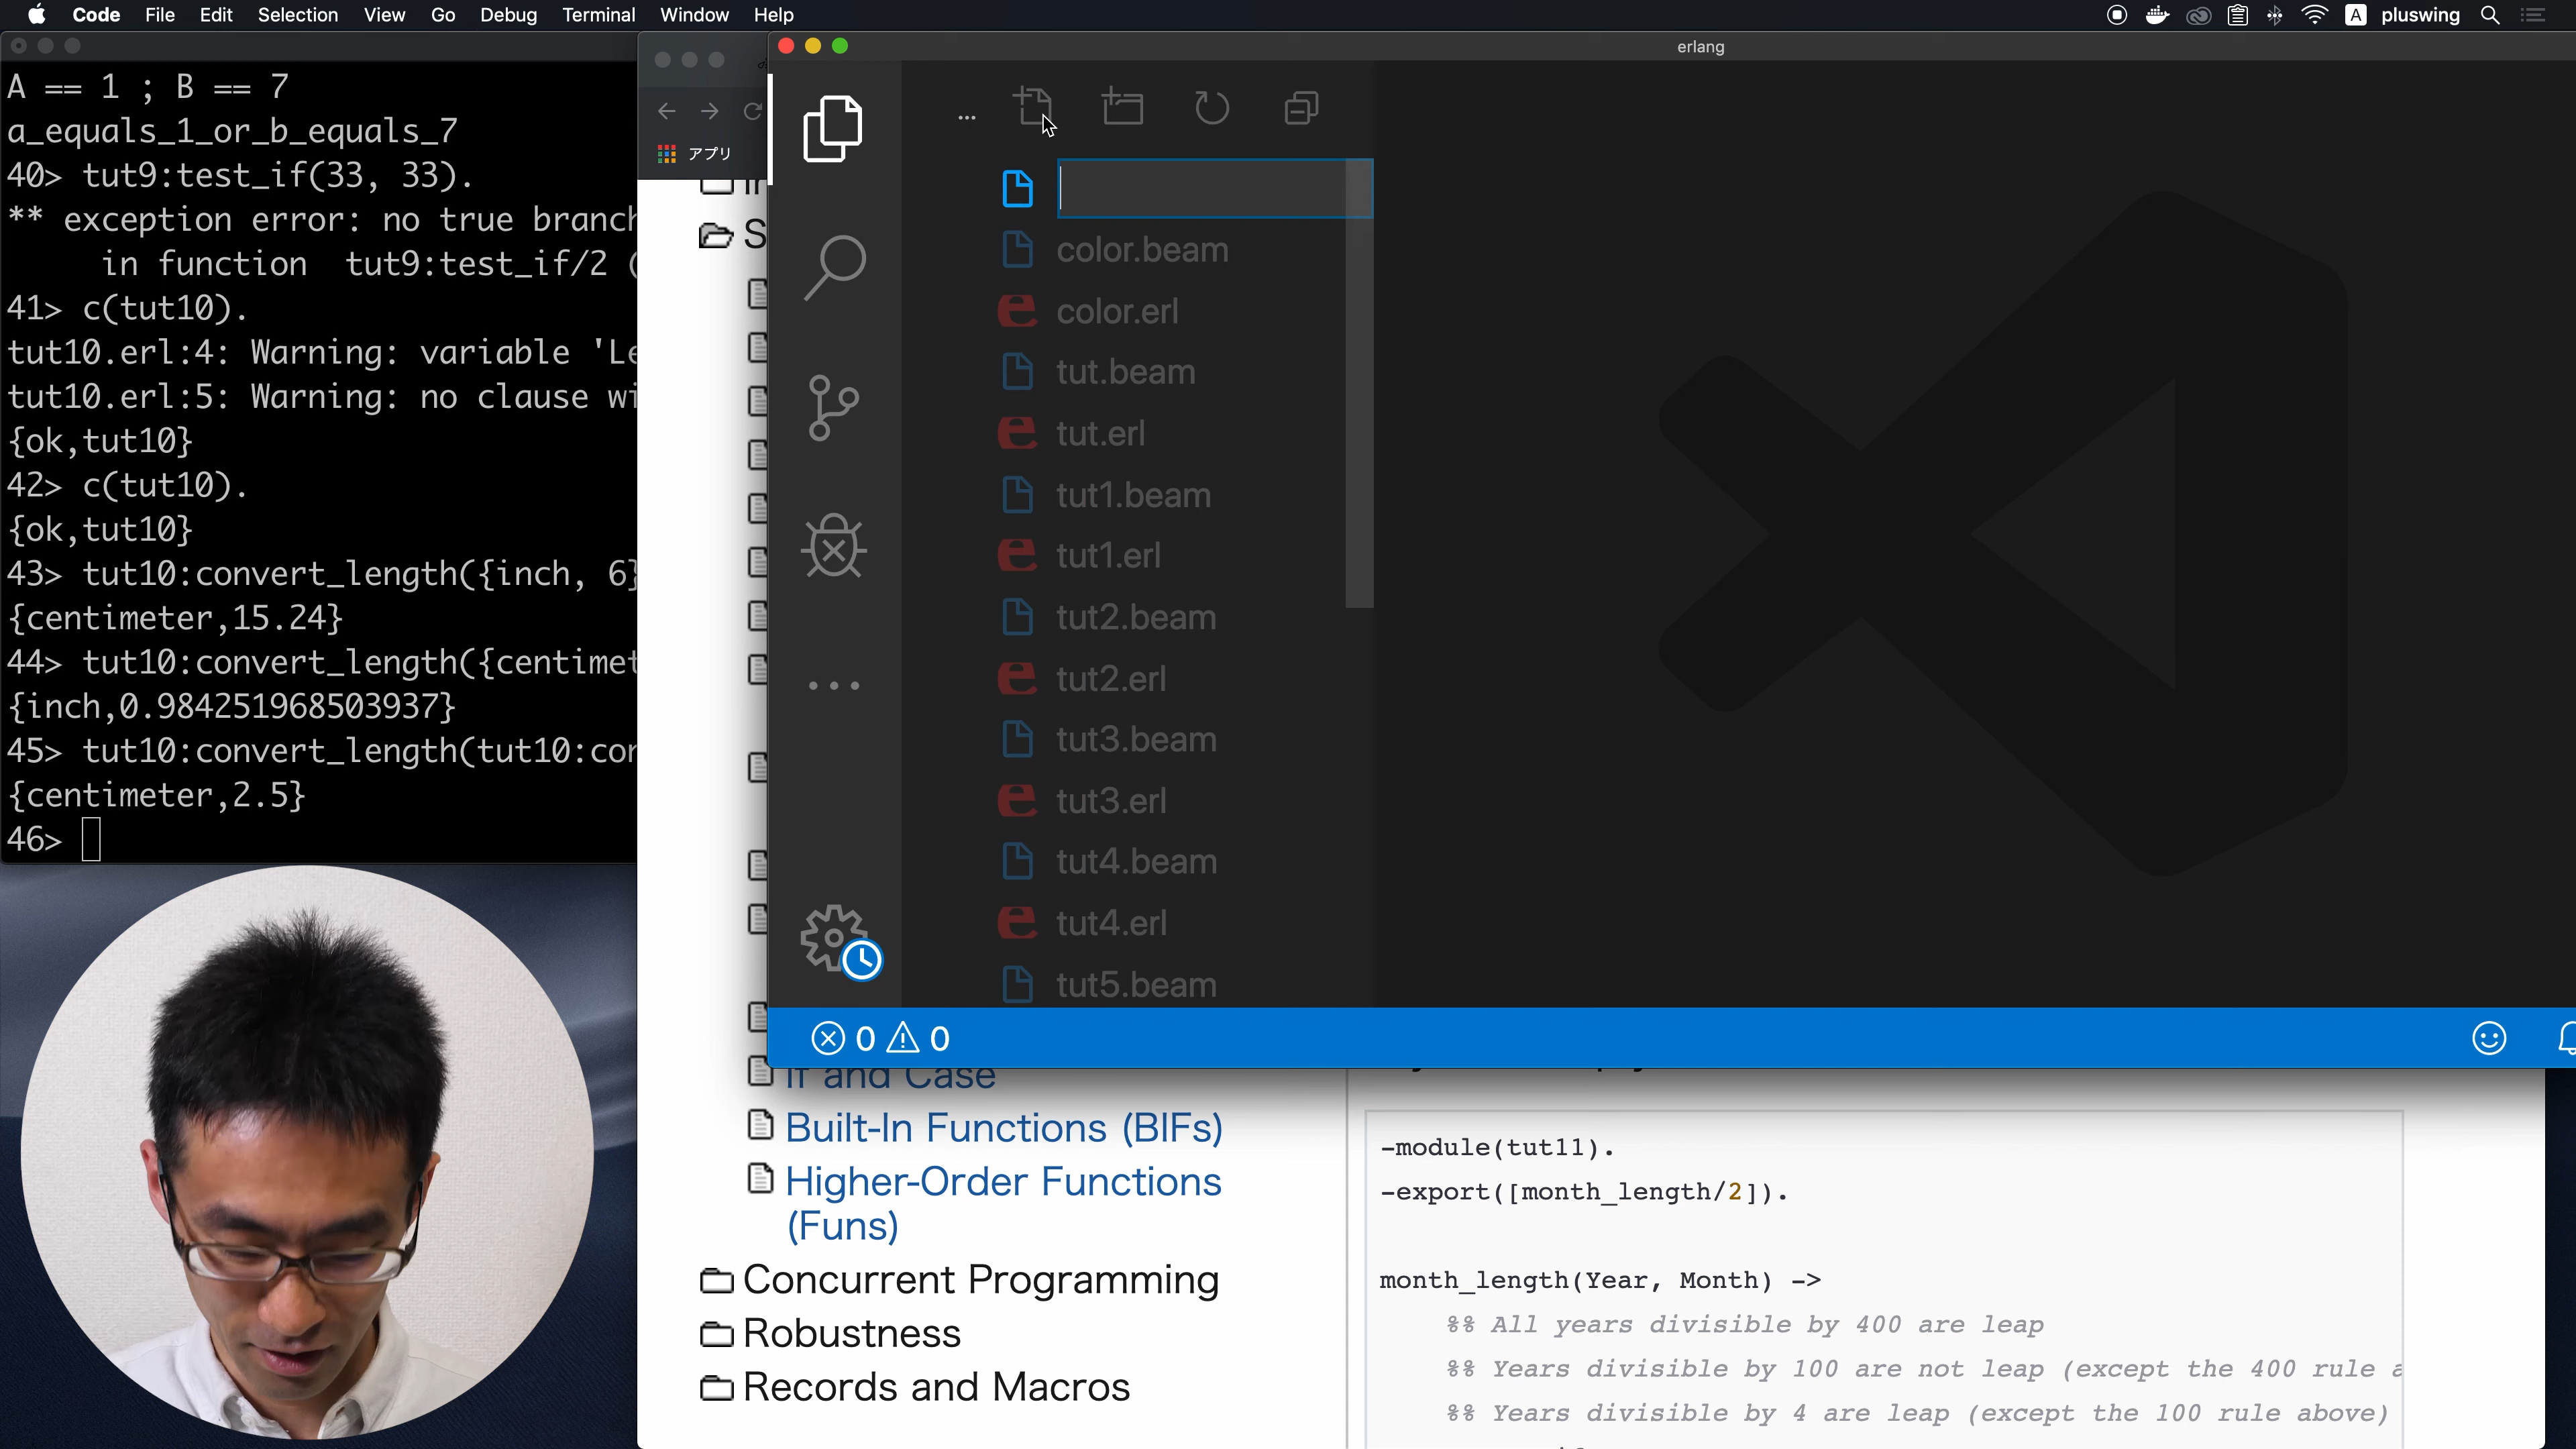 Code File Edit Selection View Go Debug Terminal Window Help
A pluswing
A == 1 ; B == 7
a_equals_1_or_b_equals_7
40> tut9:test_if(33, 33).
** exception error: no true branch
in function tut9:test_if/2 (
41> c(tut10).
tut10.erl:4: Warning: variable 'Le
tut10.erl:5: Warning: no clause wi
{ok,tut10}
42> c(tut10).
{ok,tut10}
43> tut10:convert_length({inch, 6}
{centimeter,15.24}
44> tut10:convert_length({centimet
{inch,0.984251968503937}
45> tut10:convert_length(tut10:con
{centimeter,2.5}
46>
アプリ
erlang
color.beam
color.erl
tut.beam
tut.erl
tut1.beam
tut1.erl
tut2.beam
tut2.erl
tut3.beam
tut3.erl
tut4.beam
tut4.erl
tut5.beam
0 0
If and Case
Built-In Functions (BIFs)
Higher-Order Functions
(Funs)
Concurrent Programming
Robustness
Records and Macros
-module(tut11).
-export([month_length/2]).
month_length(Year, Month) ->
%% All years divisible by 400 are leap
%% Years divisible by 100 are not leap (except the 400 rule a
%% Years divisible by 4 are leap (except the 100 rule above)